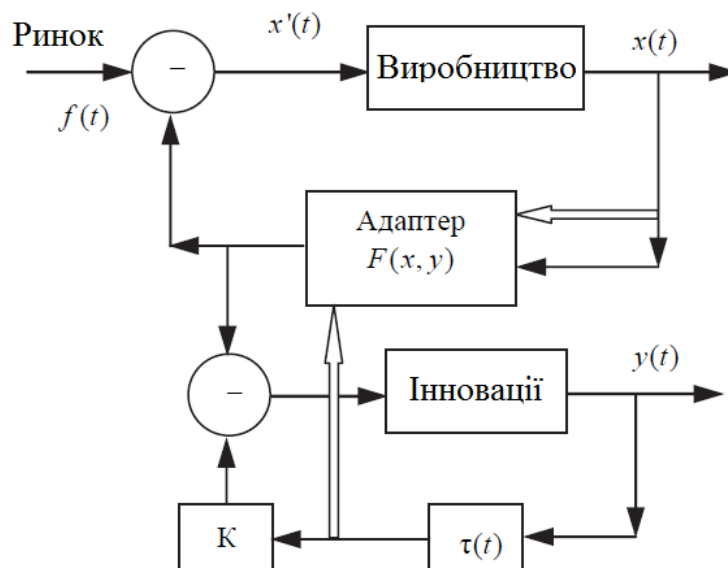 Ринок
x'(t)
x(t)
−
Виробництво
f(t)
Адаптер
F(x, y)
−
Інновації
y(t)
К
τ(t)